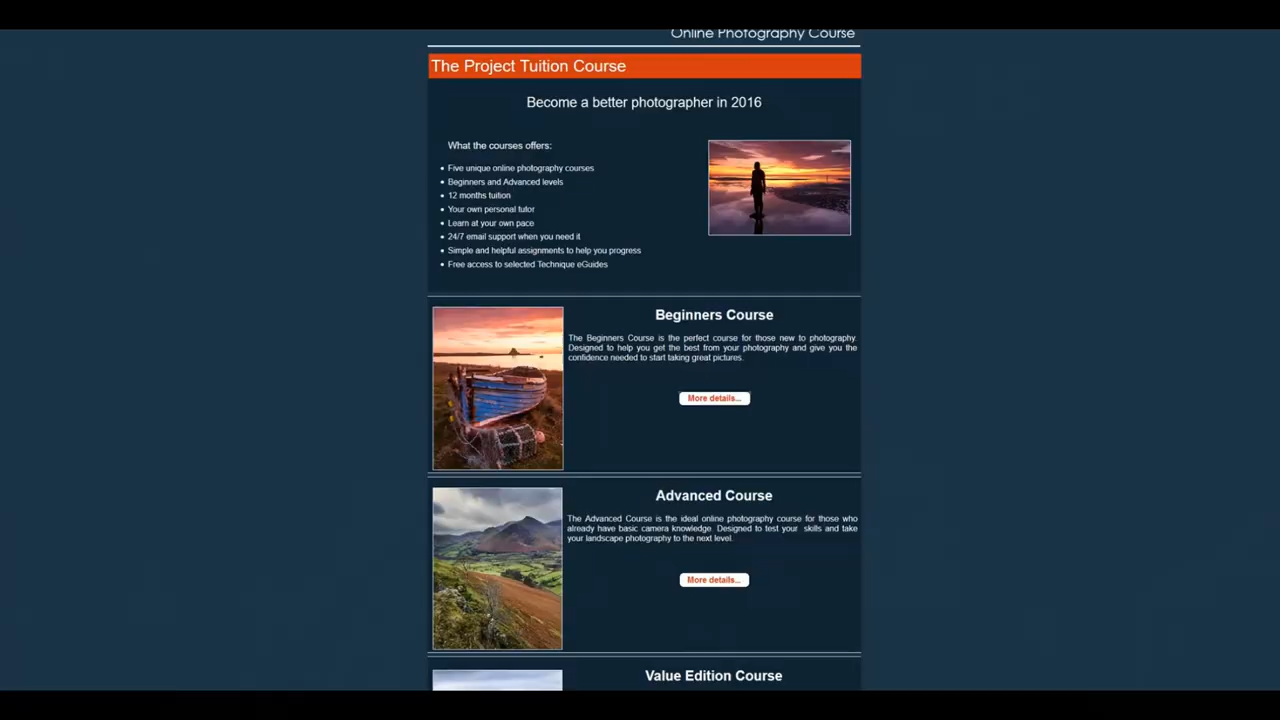 Online Photography Course
The Project Tuition Course
Become a better photographer in 2016
What the courses offers:
Five unique online photography courses
Beginners and Advanced levels
12 months tuition
Your own personal tutor
Learn at your own pace
24/7 email support when you need it
Simple and helpful assignments to help you progress
Free access to selected Technique eGuides
Beginners Course
The Beginners Course is the perfect course for those new to photography.
Designed to help you get the best from your photography and give you the
confidence needed to start taking great pictures.
More details...
Advanced Course
The Advanced Course is the ideal online photography course for those who
already have basic camera knowledge. Designed to test your skills and take
your landscape photography to the next level.
More details...
Value Edition Course